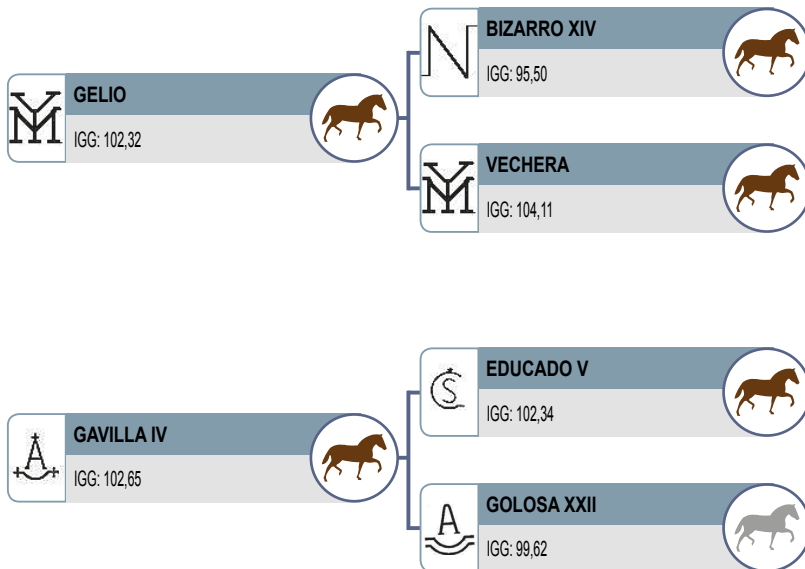 BIZARRO XIV
IGG: 95,50
GELIO
IGG: 102,32
VECHERA
IGG: 104,11
EDUCADO V
IGG: 102,34
GAVILLA IV
IGG: 102,65
GOLOSA XXII
IGG: 99,62